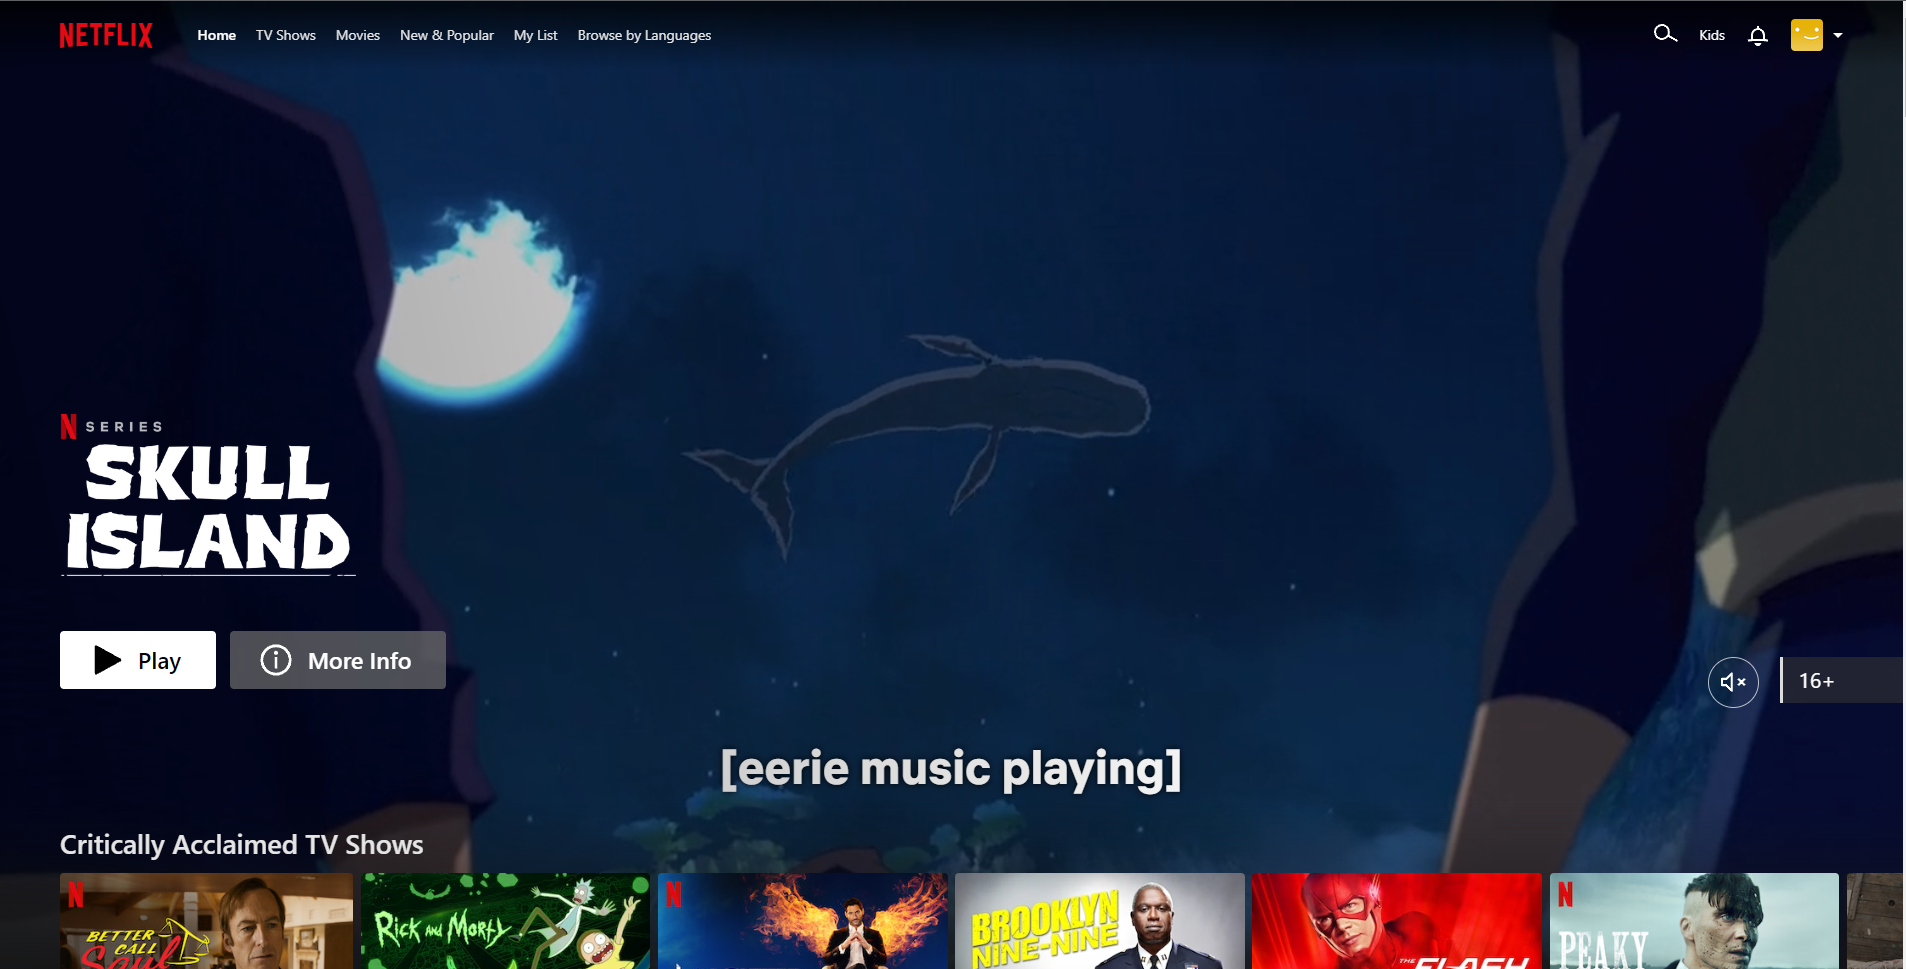 NETFLIX
Home TV Shows Movies New & Popular My List Browse by Languages
Kids
N SERIES
SKULL
ISLAND
Play
More Info
16+
[eerie music playing]
Critically Acclaimed TV Shows
N
BETTER
CALL
Saul
RICK AND MORTY
N
BROOKLYN
NINE-NINE
THE
FLASH
N
PEAKY